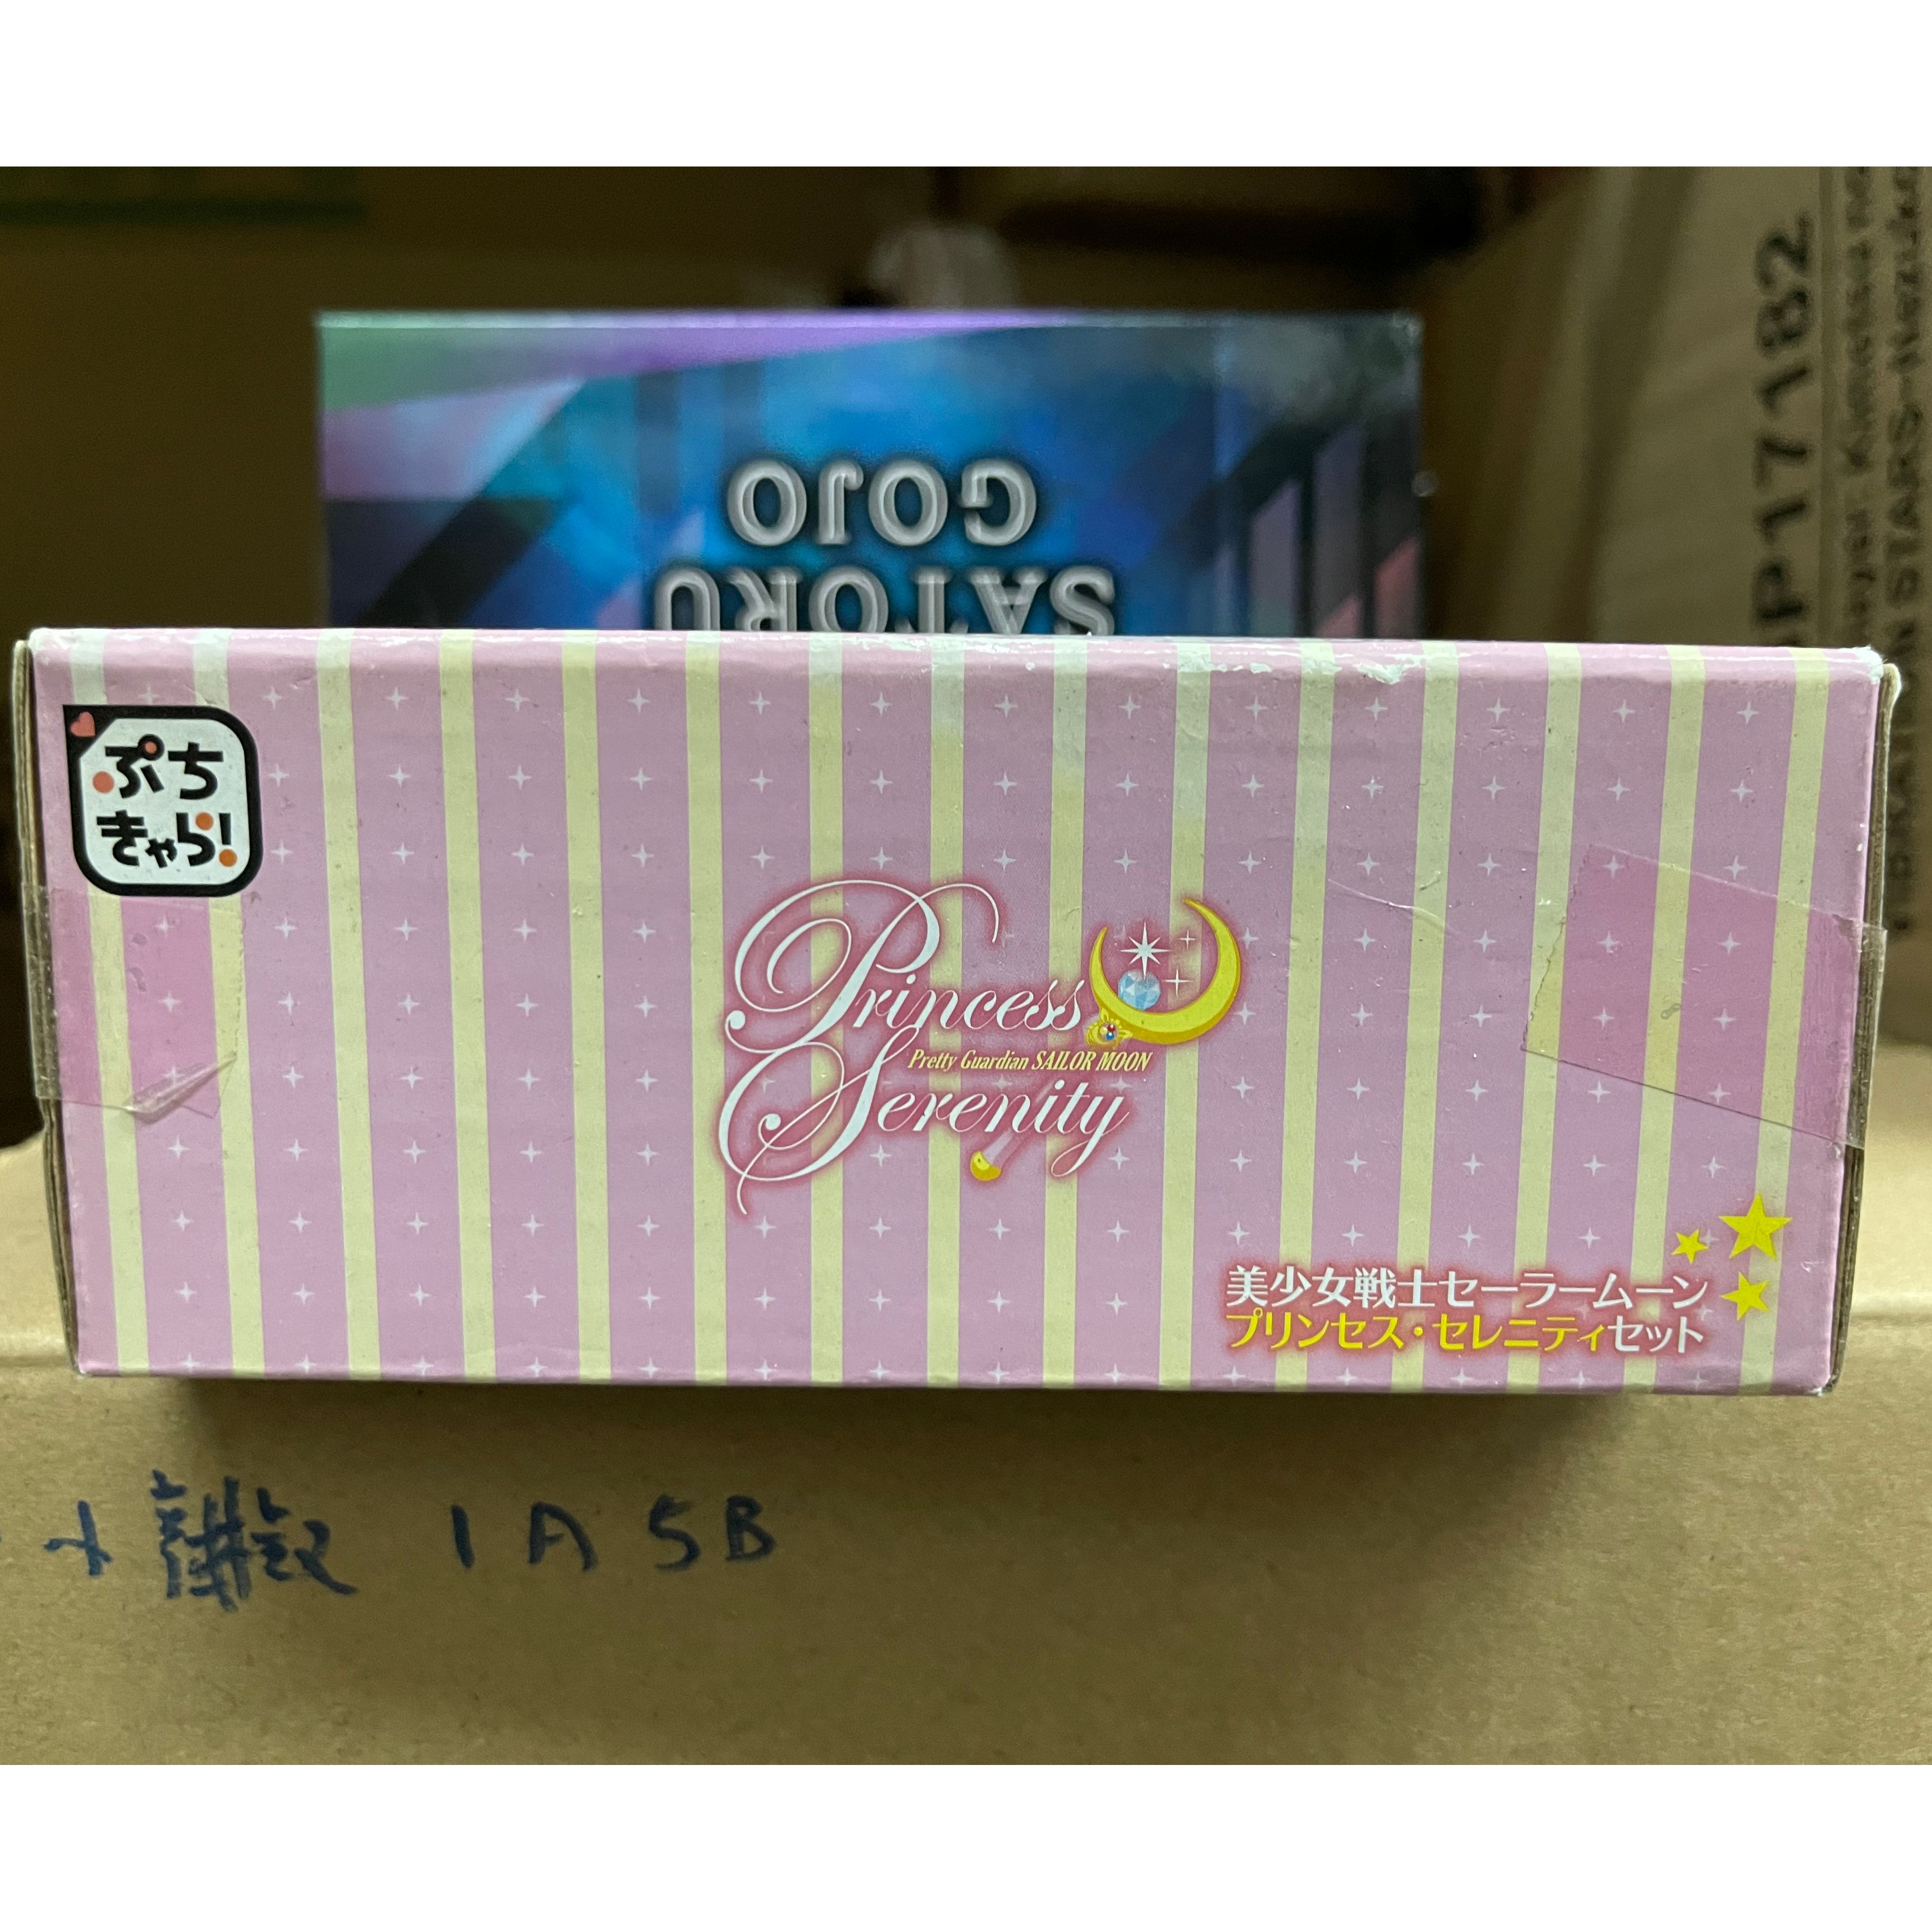 SATORU
GOJO
P17182
ぷち
きゃら!
Princess
Pretty Guardian SAILOR MOON
Serenity
美少女戦士セーラームーン
プリンセス・セレニティセット
1A5B